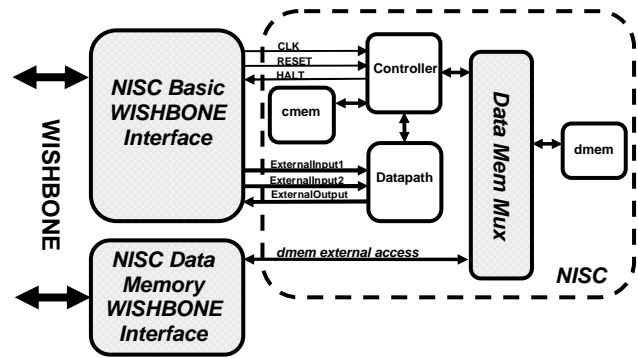 WISHBONE
NISC Basic
WISHBONE
Interface
CLK
RESET
HALT
Controller
cmem
ExternalInput1
ExternalInput2
ExternalOutput
Datapath
Data Mem Mux
dmem
NISC Data
Memory
WISHBONE
Interface
dmem external access
NISC